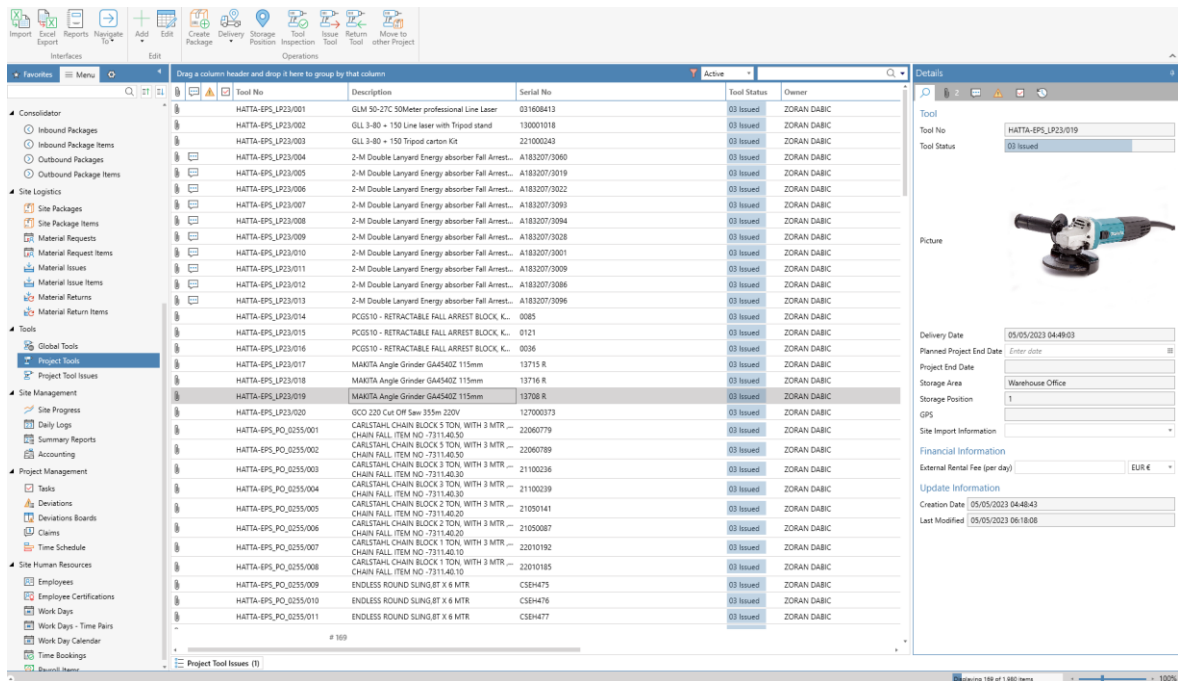 Import Excel Export Reports Navigate To Add Edit Create Package Delivery Storage Position Tool Inspection Issue Tool Return Tool Move to other Project
Interfaces Edit Operations
Favorites Menu
Consolidator
Inbound Packages
Inbound Package Items
Outbound Packages
Outbound Package Items
Site Logistics
Site Packages
Site Package Items
Material Requests
Material Request Items
Material Issues
Material Issue Items
Material Returns
Material Return Items
Tools
Global Tools
Project Tools
Project Tool Issues
Site Management
Site Progress
Daily Logs
Summary Reports
Accounting
Project Management
Tasks
Deviations
Deviations Boards
Claims
Time Schedule
Site Human Resources
Employees
Employee Certifications
Work Days
Work Days - Time Pairs
Work Day Calendar
Time Bookings
Payroll Items
Drag a column header and drop it here to group by that column Active
Tool No Description Serial No Tool Status Owner
HATTA-EPS_LP23/001 GLM 50-27C 50Meter professional Line Laser 031608413 03 Issued ZORAN DABIC
HATTA-EPS_LP23/002 GLL 3-80 + 150 Line laser with Tripod stand 130001018 03 Issued ZORAN DABIC
HATTA-EPS_LP23/003 GLL 3-80 + 150 Tripod carton Kit 221000243 03 Issued ZORAN DABIC
HATTA-EPS_LP23/004 2-M Double Lanyard Energy absorber Fall Arrest... A183207/3060 03 Issued ZORAN DABIC
HATTA-EPS_LP23/005 2-M Double Lanyard Energy absorber Fall Arrest... A183207/3019 03 Issued ZORAN DABIC
HATTA-EPS_LP23/006 2-M Double Lanyard Energy absorber Fall Arrest... A183207/3022 03 Issued ZORAN DABIC
HATTA-EPS_LP23/007 2-M Double Lanyard Energy absorber Fall Arrest... A183207/3093 03 Issued ZORAN DABIC
HATTA-EPS_LP23/008 2-M Double Lanyard Energy absorber Fall Arrest... A183207/3094 03 Issued ZORAN DABIC
HATTA-EPS_LP23/009 2-M Double Lanyard Energy absorber Fall Arrest... A183207/3028 03 Issued ZORAN DABIC
HATTA-EPS_LP23/010 2-M Double Lanyard Energy absorber Fall Arrest... A183207/3001 03 Issued ZORAN DABIC
HATTA-EPS_LP23/011 2-M Double Lanyard Energy absorber Fall Arrest... A183207/3009 03 Issued ZORAN DABIC
HATTA-EPS_LP23/012 2-M Double Lanyard Energy absorber Fall Arrest... A183207/3086 03 Issued ZORAN DABIC
HATTA-EPS_LP23/013 2-M Double Lanyard Energy absorber Fall Arrest... A183207/3096 03 Issued ZORAN DABIC
HATTA-EPS_LP23/014 PCGS10 - RETRACTABLE FALL ARREST BLOCK, K... 0085 03 Issued ZORAN DABIC
HATTA-EPS_LP23/015 PCGS10 - RETRACTABLE FALL ARREST BLOCK, K... 0121 03 Issued ZORAN DABIC
HATTA-EPS_LP23/016 PCGS10 - RETRACTABLE FALL ARREST BLOCK, K... 0036 03 Issued ZORAN DABIC
HATTA-EPS_LP23/017 MAKITA Angle Grinder GA4540Z 115mm 13715 R 03 Issued ZORAN DABIC
HATTA-EPS_LP23/018 MAKITA Angle Grinder GA4540Z 115mm 13716 R 03 Issued ZORAN DABIC
HATTA-EPS_LP23/019 MAKITA Angle Grinder GA4540Z 115mm 13708 R 03 Issued ZORAN DABIC
HATTA-EPS_LP23/020 GCO 220 Cut Off Saw 355m 220V 127000373 03 Issued ZORAN DABIC
HATTA-EPS_PO_0255/001 CARLSTAHL CHAIN BLOCK 5 TON, WITH 3 MTR ,... CHAIN FALL. ITEM NO -7311.40.50 22060779 03 Issued ZORAN DABIC
HATTA-EPS_PO_0255/002 CARLSTAHL CHAIN BLOCK 5 TON, WITH 3 MTR ,... CHAIN FALL. ITEM NO -7311.40.50 22060789 03 Issued ZORAN DABIC
HATTA-EPS_PO_0255/003 CARLSTAHL CHAIN BLOCK 3 TON, WITH 3 MTR ,... CHAIN FALL. ITEM NO -7311.40.30 21100236 03 Issued ZORAN DABIC
HATTA-EPS_PO_0255/004 CARLSTAHL CHAIN BLOCK 3 TON, WITH 3 MTR ,... CHAIN FALL. ITEM NO -7311.40.30 21100239 03 Issued ZORAN DABIC
HATTA-EPS_PO_0255/005 CARLSTAHL CHAIN BLOCK 2 TON, WITH 3 MTR ,... CHAIN FALL. ITEM NO -7311.40.20 21050141 03 Issued ZORAN DABIC
HATTA-EPS_PO_0255/006 CARLSTAHL CHAIN BLOCK 2 TON, WITH 3 MTR ,... CHAIN FALL. ITEM NO -7311.40.20 21050087 03 Issued ZORAN DABIC
HATTA-EPS_PO_0255/007 CARLSTAHL CHAIN BLOCK 1 TON, WITH 3 MTR ,... CHAIN FALL. ITEM NO -7311.40.10 22010192 03 Issued ZORAN DABIC
HATTA-EPS_PO_0255/008 CARLSTAHL CHAIN BLOCK 1 TON, WITH 3 MTR ,... CHAIN FALL. ITEM NO -7311.40.10 22010185 03 Issued ZORAN DABIC
HATTA-EPS_PO_0255/009 ENDLESS ROUND SLING,8T X 6 MTR CSEH475 03 Issued ZORAN DABIC
HATTA-EPS_PO_0255/010 ENDLESS ROUND SLING,8T X 6 MTR CSEH476 03 Issued ZORAN DABIC
HATTA-EPS_PO_0255/011 ENDLESS ROUND SLING,8T X 6 MTR CSEH477 03 Issued ZORAN DABIC
# 169
Project Tool Issues (1)
Details
2
Tool
Tool No HATTA-EPS_LP23/019
Tool Status 03 Issued
Picture
Delivery Date 05/05/2023 04:49:03
Planned Project End Date Enter date
Project End Date
Storage Area Warehouse Office
Storage Position 1
GPS
Site Import Information
Financial Information
External Rental Fee (per day) EUR €
Update Information
Creation Date 05/05/2023 04:48:43
Last Modified 05/05/2023 06:18:08
Displaying 169 of 1.980 items 100%